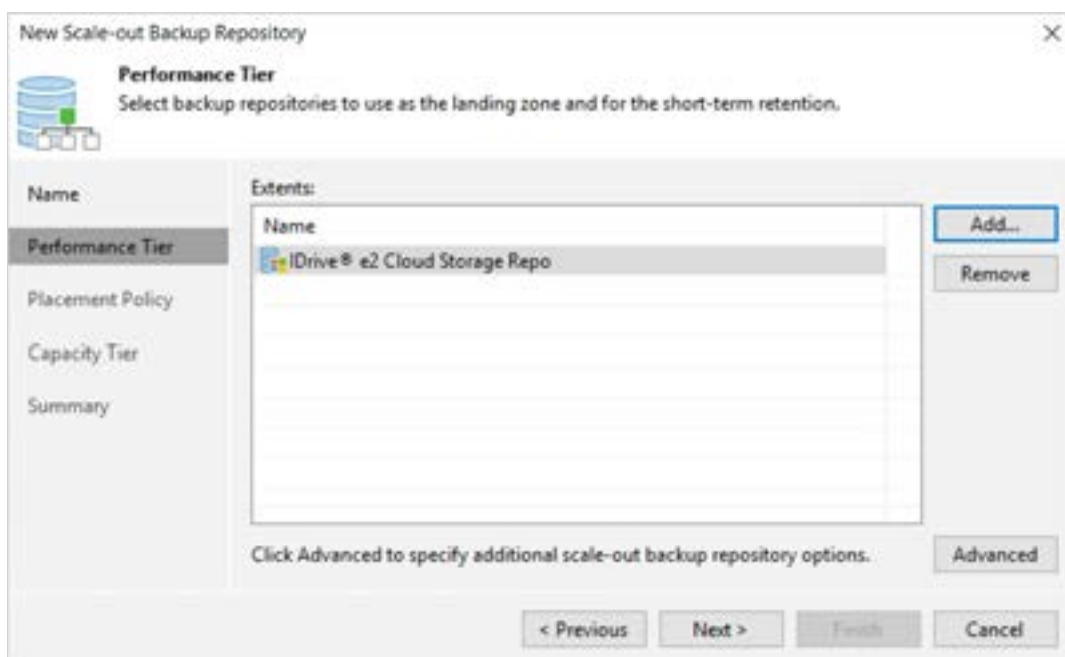 New Scale-out Backup Repository
Performance Tier
Select backup repositories to use as the landing zone and for the short-term retention.
Name
Performance Tier
Placement Policy
Capacity Tier
Summary
Extents:
Name
IDrive® e2 Cloud Storage Repo
Add...
Remove
Click Advanced to specify additional scale-out backup repository options.
Advanced
< Previous
Next >
Finish
Cancel